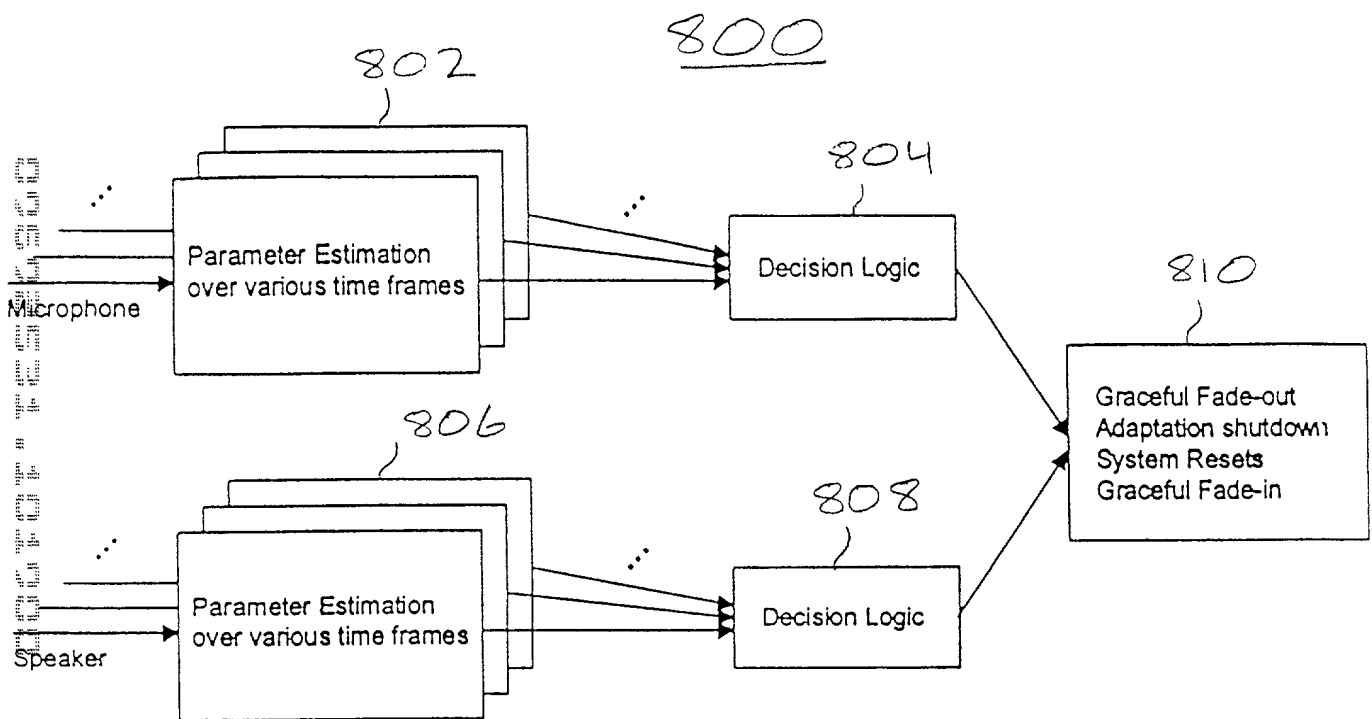 800
802
804
Parameter Estimation
over various time frames
Decision Logic
Microphone
810
Graceful Fade-out
Adaptation shutdown
System Resets
Graceful Fade-in
806
808
Parameter Estimation
over various time frames
Decision Logic
Speaker